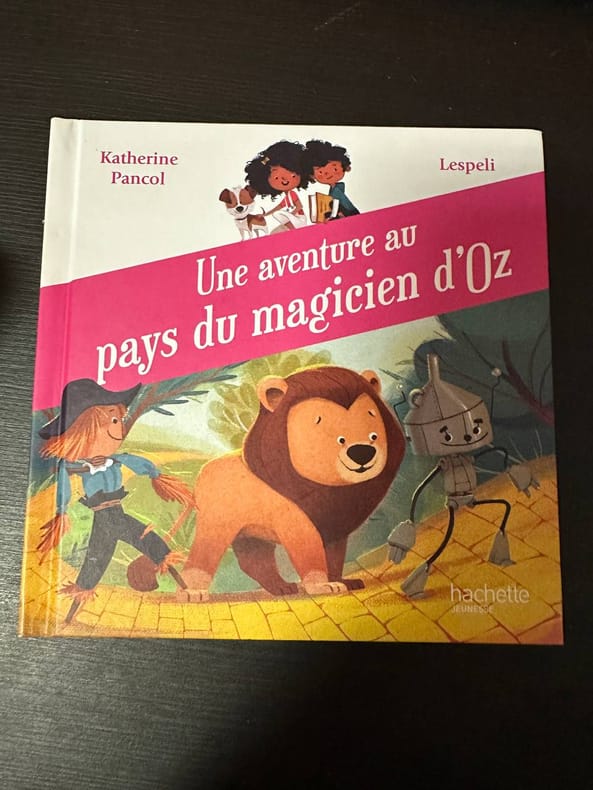 Katherine
Pancol
Lespeli
Une aventure au
pays du magicien d'Oz
hachette
JEUNESSE